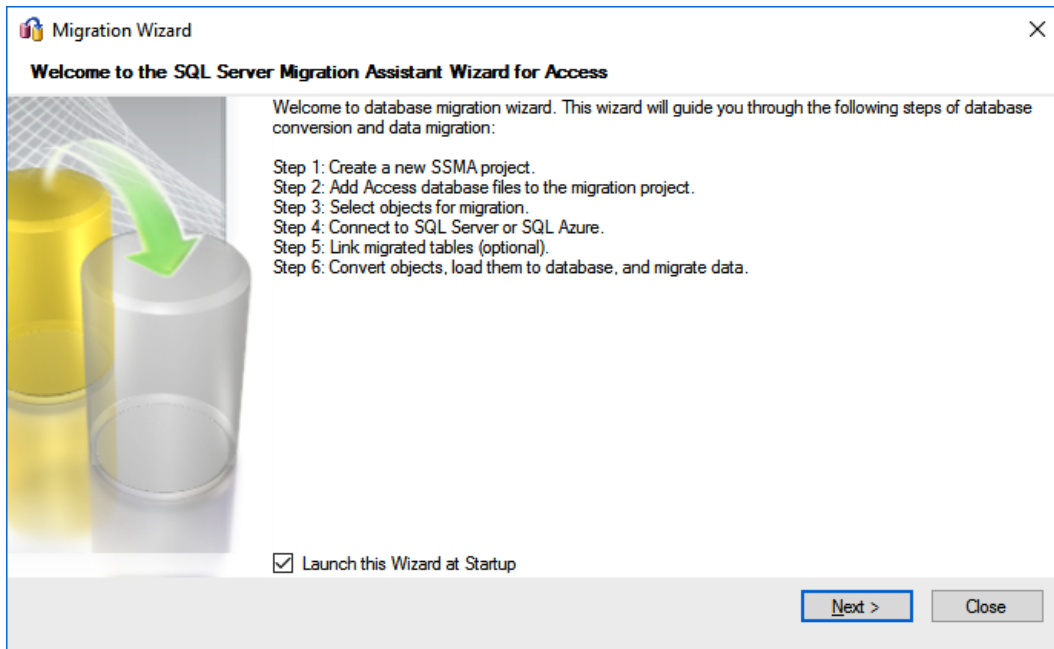 Migration Wizard
Welcome to the SQL Server Migration Assistant Wizard for Access
Welcome to database migration wizard. This wizard will guide you through the following steps of database
conversion and data migration:
Step 1: Create a new SSMA project.
Step 2: Add Access database files to the migration project.
Step 3: Select objects for migration.
Step 4: Connect to SQL Server or SQL Azure.
Step 5: Link migrated tables (optional).
Step 6: Convert objects, load them to database, and migrate data.
Launch this Wizard at Startup
Next >
Close